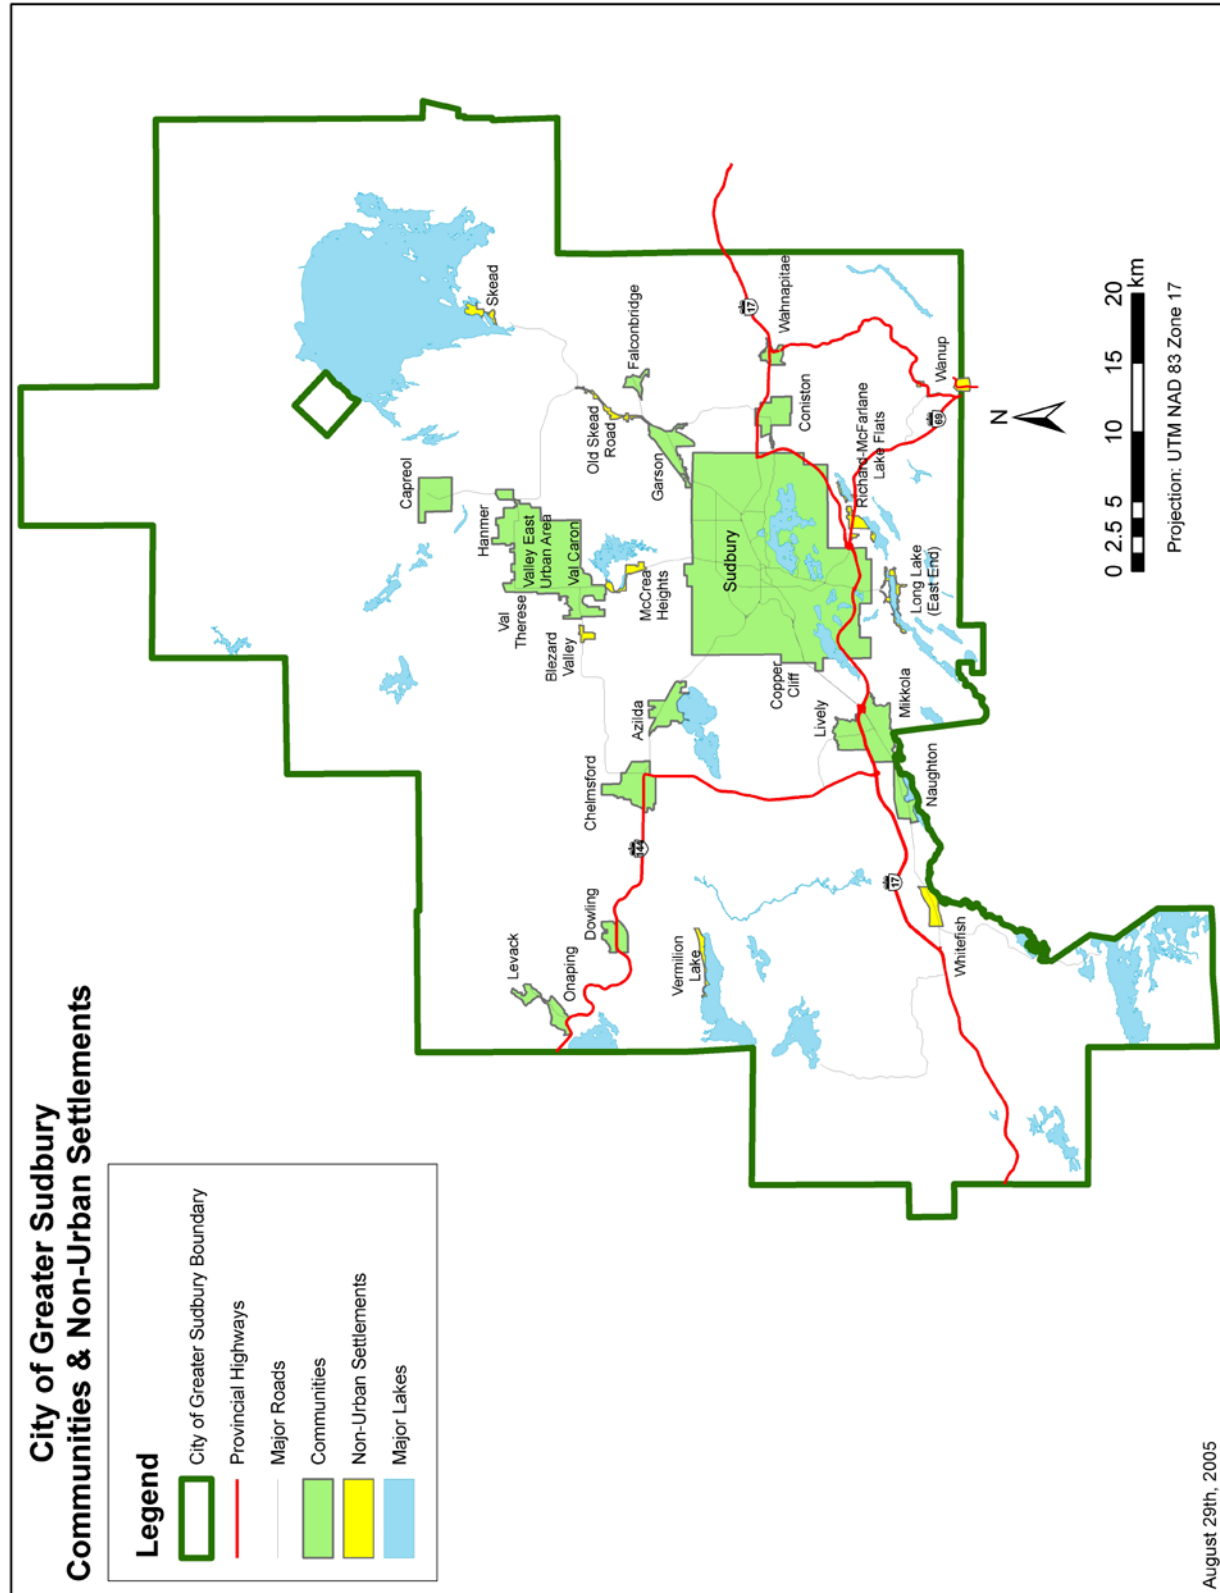 City of Greater Sudbury
Communities & Non-Urban Settlements
Legend
City of Greater Sudbury Boundary
Provincial Highways
Major Roads
Communities
Non-Urban Settlements
Major Lakes
Levack
Onaping
Dowling
144
Chelmsford
Azilda
Blezard
Valley
Val
Therese
Hanmer
Valley East
Urban Area
Val Caron
Capreol
McCrea
Heights
Skead
Old Skead
Road
Falconbridge
Garson
Sudbury
Copper
Cliff
Lively
Mikkola
Naughton
Vermilion
Lake
17
Whitefish
Coniston
Wahnapitae
17
Richard-McFarlane
Lake Flats
Long Lake
(East End)
69
Wanup
N
0 2.5 5 10 15 20
km
Projection: UTM NAD 83 Zone 17
August 29th, 2005